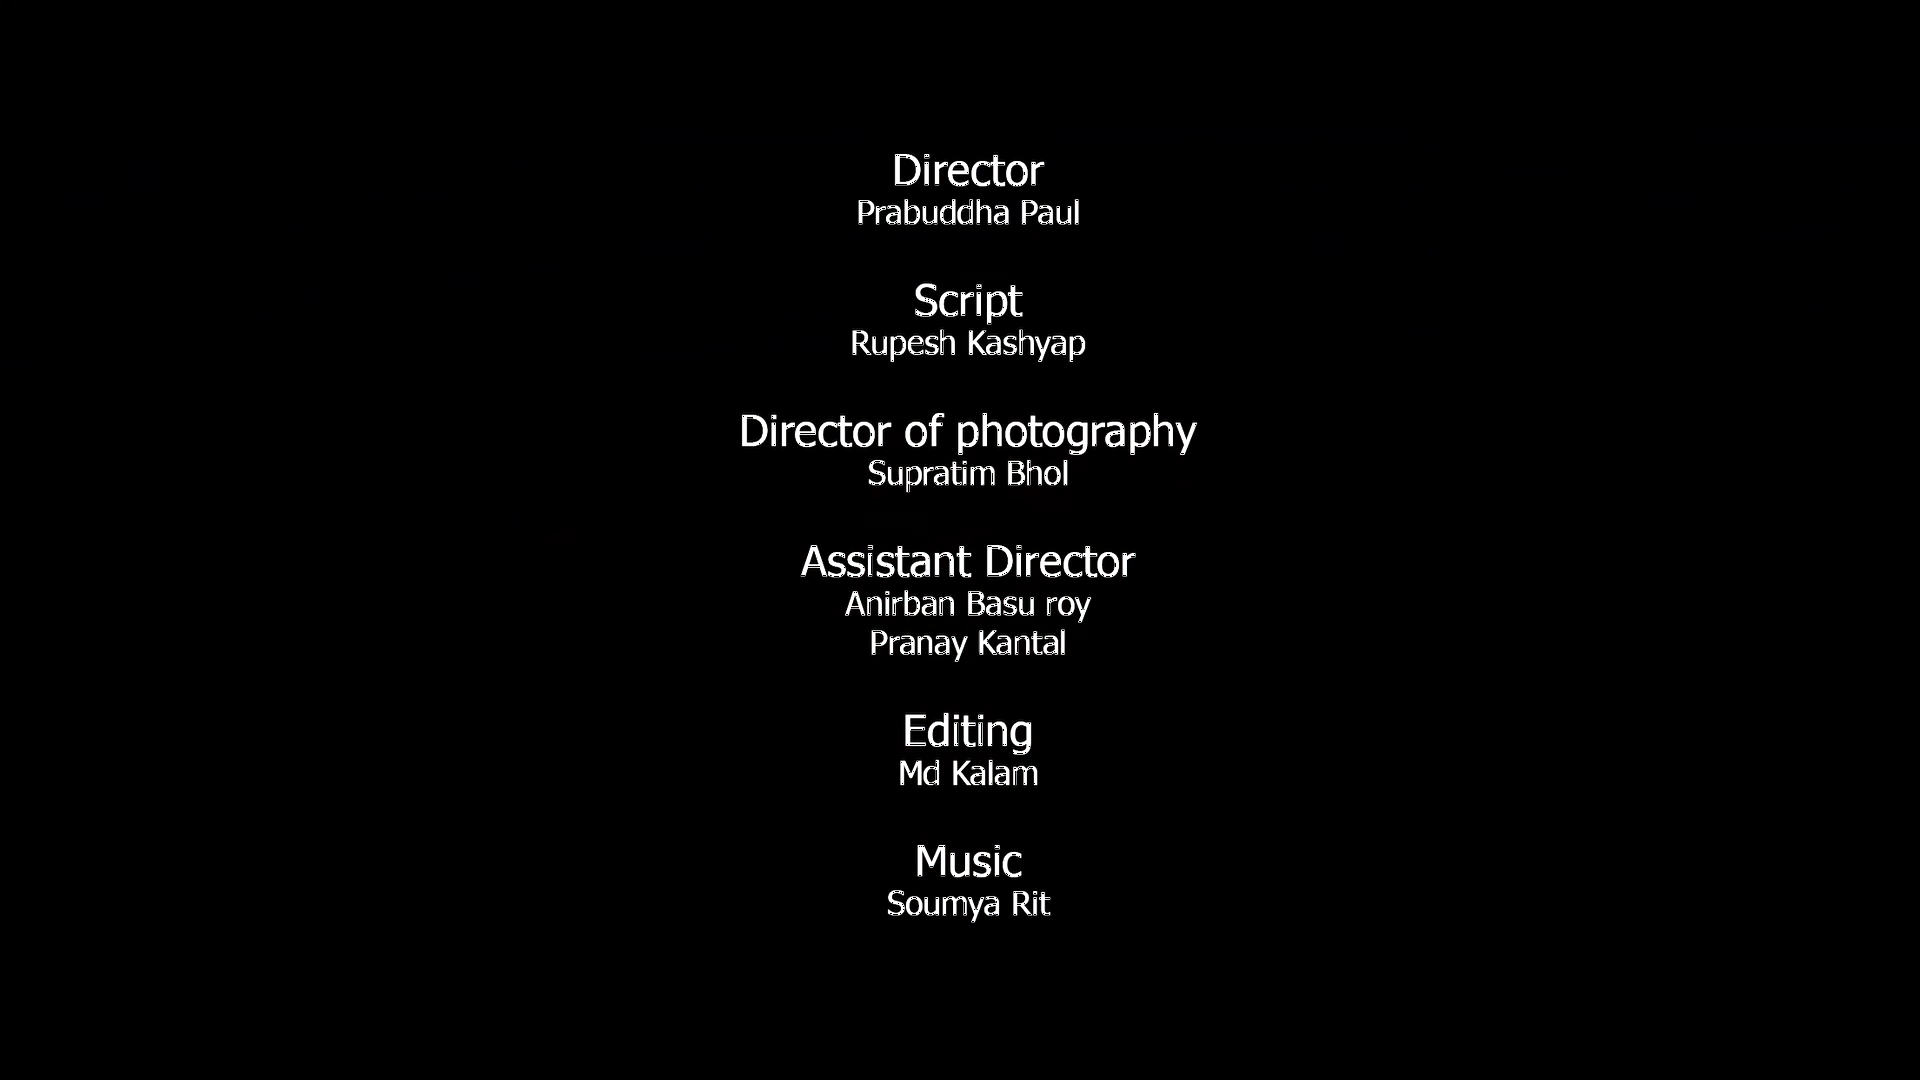 Director
Prabuddha Paul
Script
Rupesh Kashyap
Director of photography
Supratim Bhol
Assistant Director
Anirban Basu roy
Pranay Kantal
Editing
Md Kalam
Music
Soumya Rit